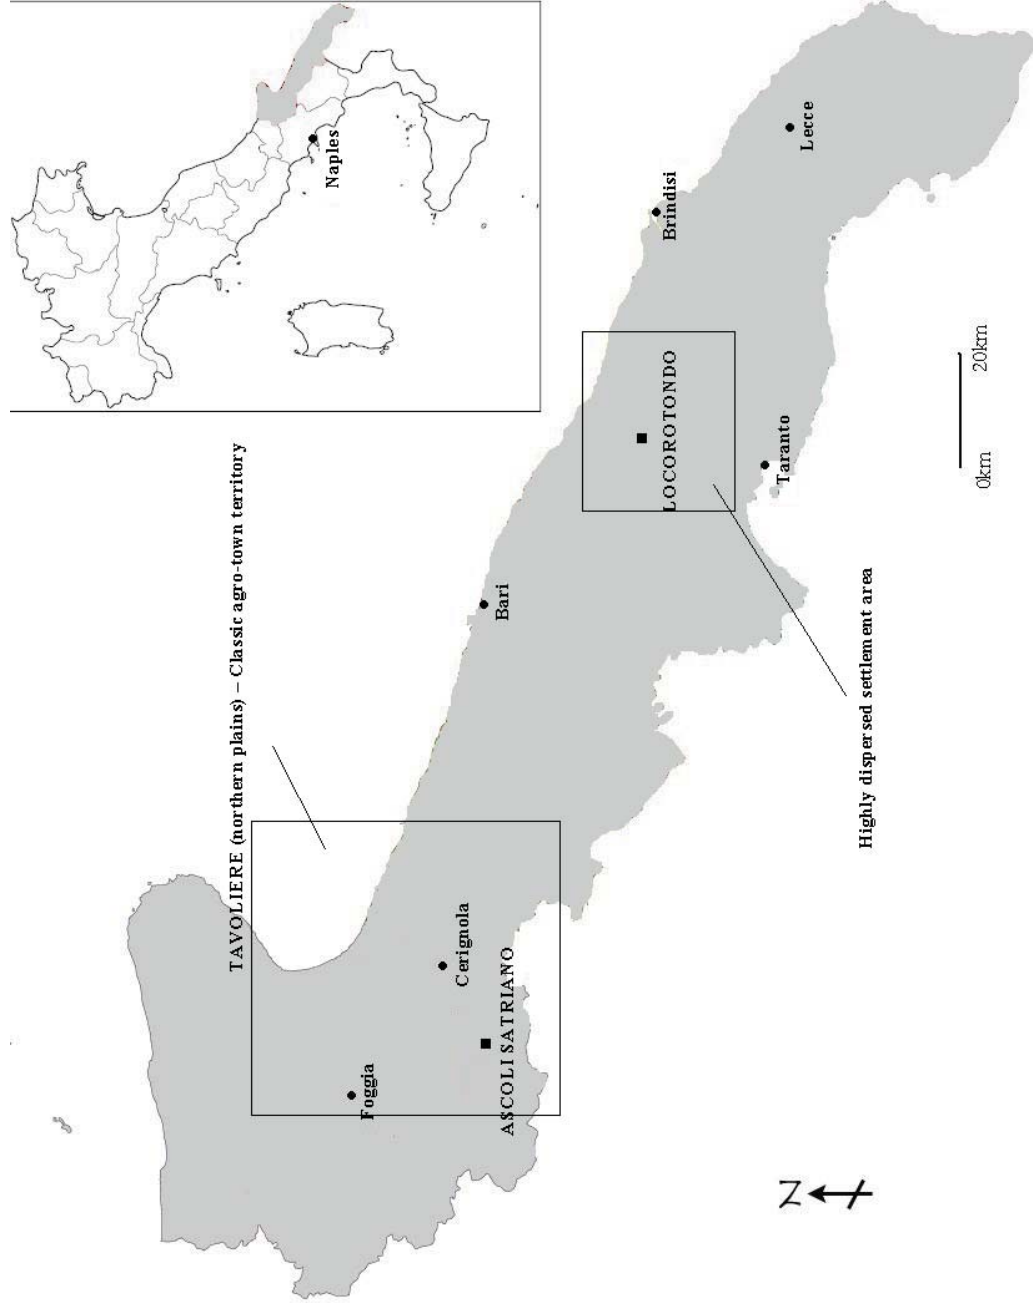 Naples
TAVOLIERE (northern plains) – Classic agro-town territory
Foggia
Cerignola
ASCOLI SATRIANO
Bari
LOCOROTONDO
Brindisi
Lecce
Taranto
Highly dispersed settlement area
N
0km 20km